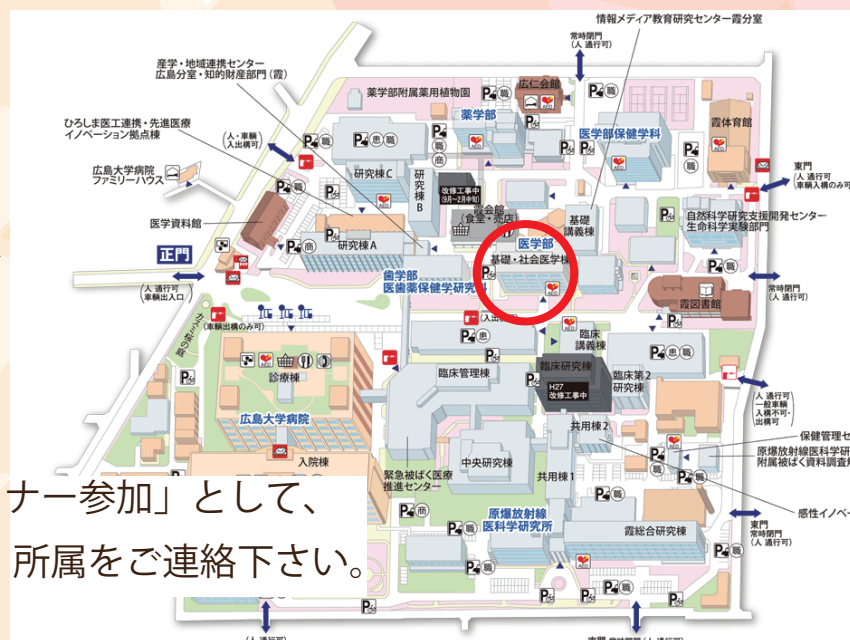 情報メディア教育研究センター霞分室
常時閉門
(人 通行可)
産学・地域連携センター
広島分室・知的財産部門(霞)
薬学部附属薬用植物園
広仁会館
薬学部
医学部保健学科
霞体育館
ひろしま医工連携・先進医療
イノベーション拠点棟
(人・車輌
入出構可)
広島大学病院
ファミリーハウス
研究棟C
研究棟B
改修工事中
(9月~2月中旬)
(食堂・売店)
基礎
講義棟
東門
(人 通行可)
(車輌入構のみ可)
自然科学研究支援開発センター
生命科学実験部門
医学資料館
研究棟A
医学部
基礎・社会医学棟
正門
(人 通行可)
(車輌出入口)
歯学部
医歯薬保健学研究科
霞図書館
常時閉門
(人 通行可)
(車輌出構のみ可)
臨床
講義棟
診療棟
臨床管理棟
臨床研究棟
H27
改修工事中
臨床第2
研究棟
広島大学病院
入院棟
共用棟2
人 通行可
一般車輌
入構不可・
出構可
保健管理セ
原爆放射線医科学研
附属被ばく資料調査
緊急被ばく医療
推進センター
中央研究棟
共用棟1
ナー参加」として、
所属をご連絡下さい。
原爆放射線
医科学研究所
霞総合研究棟
感性イノベー
東門
常時閉門
(人 通行可)